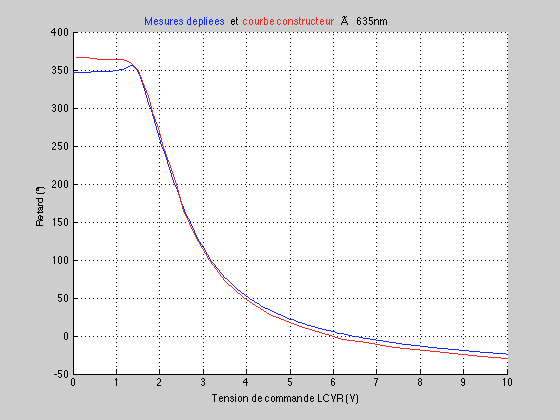 Mesures depliees et courbe constructeur Ã 635nm
400
350
300
250
200
150
100
50
0
-50
Retard (°)
0 1 2 3 4 5 6 7 8 9 10
Tension de commande LCVR (V)